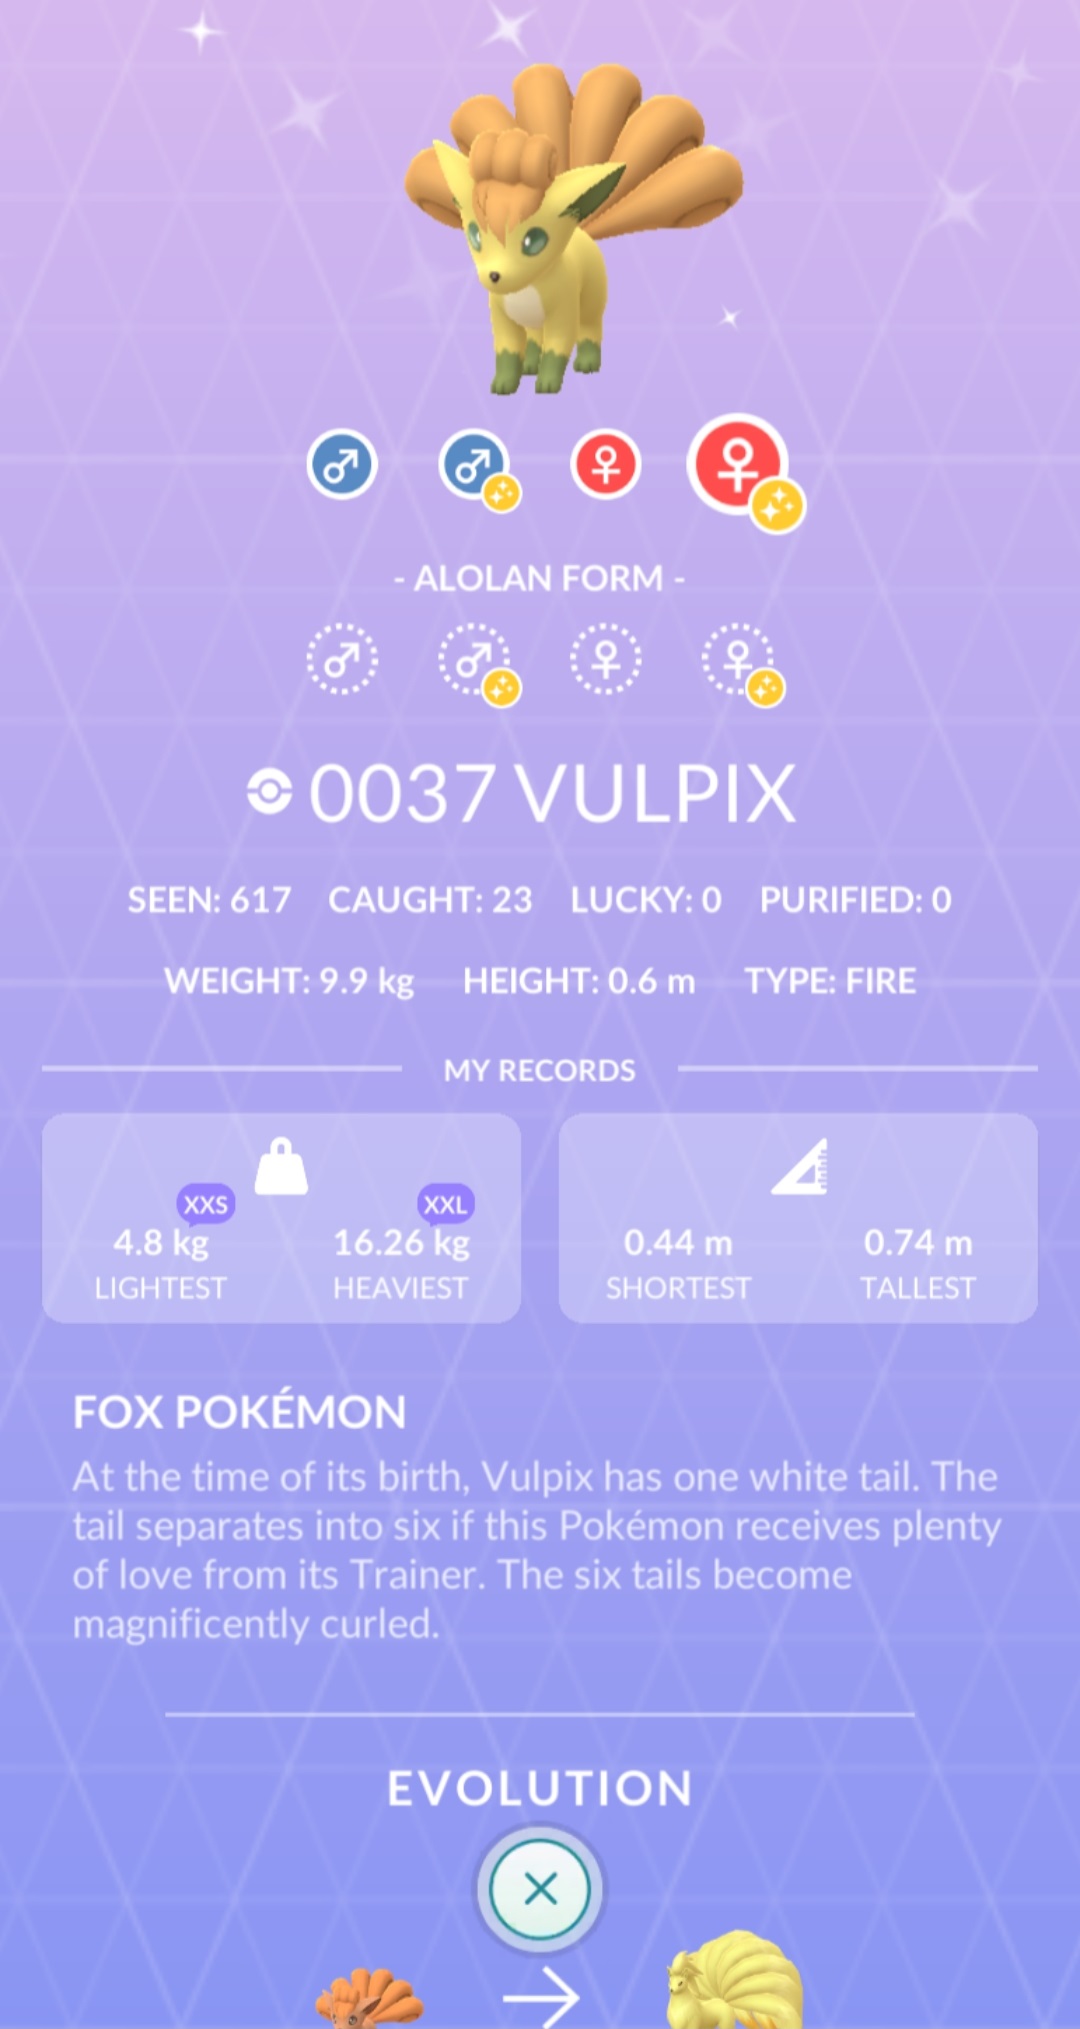 - ALOLAN FORM -
0037 VULPIX
SEEN: 617 CAUGHT: 23 LUCKY: 0 PURIFIED: 0
WEIGHT: 9.9 kg HEIGHT: 0.6 m TYPE: FIRE
MY RECORDS
XXS XXL
4.8 kg 16.26 kg 0.44 m 0.74 m
LIGHTEST HEAVIEST SHORTEST TALLEST
FOX POKÉMON
At the time of its birth, Vulpix has one white tail. The
tail separates into six if this Pokémon receives plenty
of love from its Trainer. The six tails become
magnificently curled.
EVOLUTION